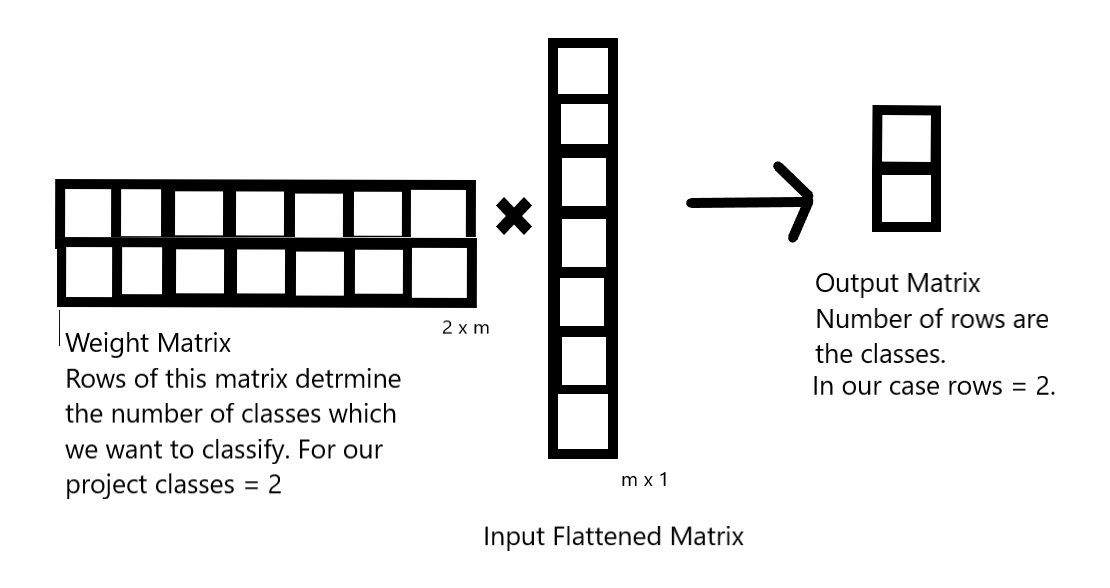 Weight Matrix
Rows of this matrix detrmine
the number of classes which
we want to classify. For our
project classes = 2
2 x m
m x 1
Input Flattened Matrix
Output Matrix
Number of rows are
the classes.
In our case rows = 2.